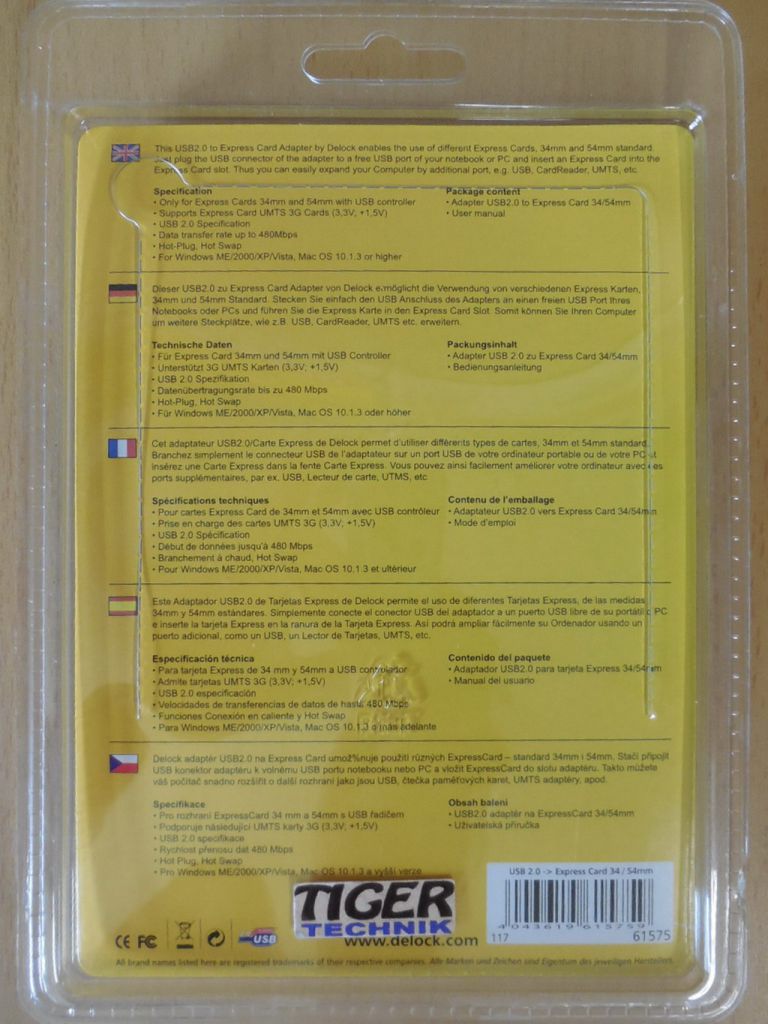 This USB2.0 to Express Card Adapter by Delock enables the use of different Express Cards, 34mm and 54mm standard.
Just plug the USB connector of the adapter to a free USB port of your notebook or PC and insert an Express Card into the
Express Card slot. Thus you can easily expand your Computer by additional port, e.g. USB, CardReader, UMTS, etc.
Specification
• Only for Express Cards 34mm and 54mm with USB controller
• Supports Express Card UMTS 3G Cards (3,3V; +1,5V)
• USB 2.0 Specification
• Data transfer rate up to 480Mbps
• Hot-Plug, Hot Swap
• For Windows ME/2000/XP/Vista, Mac OS 10.1.3 or higher
Package content
• Adapter USB2.0 to Express Card 34/54mm
• User manual
Dieser USB2.0 zu Express Card Adapter von Delock ermöglicht die Verwendung von verschiedenen Express Karten,
34mm und 54mm Standard. Stecken Sie einfach den USB Anschluss des Adapters an einen freien USB Port Ihres
Notebooks oder PCs und führen Sie die Express Karte in den Express Card Slot. Somit können Sie Ihren Computer
um weitere Steckplätze, wie z.B. USB, CardReader, UMTS etc. erweitern.
Technische Daten
• Für Express Card 34mm und 54mm mit USB Controller
• Unterstützt 3G UMTS Karten (3,3V; +1,5V)
• USB 2.0 Spezifikation
• Datenübertragungsrate bis zu 480 Mbps
• Hot-Plug, Hot Swap
• Für Windows ME/2000/XP/Vista, Mac OS 10.1.3 oder höher
Packungsinhalt
• Adapter USB 2.0 zu Express Card 34/54mm
• Bedienungsanleitung
Cet adaptateur USB2.0/Carte Express de Delock permet d'utiliser différents types de cartes, 34mm et 54mm standard.
Branchez simplement le connecteur USB de l'adaptateur sur un port USB de votre ordinateur portable ou de votre PC et
insérez une Carte Express dans la fente Carte Express. Vous pouvez ainsi facilement améliorer votre ordinateur avec des
ports supplémentaires, par ex. USB, Lecteur de carte, UTMS, etc
Spécifications techniques
• Pour cartes Express Card de 34mm et 54mm avec USB contrôleur
• Prise en charge des cartes UMTS 3G (3,3V; +1,5V)
• USB 2.0 Spécification
• Début de données jusqu'à 480 Mbps
• Branchement à chaud, Hot Swap
• Pour Windows ME/2000/XP/Vista, Mac OS 10.1.3 et ultérieur
Contenu de l'emballage
• Adaptateur USB2.0 vers Express Card 34/54mm
• Mode d'emploi
Este Adaptador USB2.0 de Tarjetas Express de Delock permite el uso de diferentes Tarjetas Express, de las medidas
34mm y 54mm estándares. Simplemente conecte el conector USB del adaptador a un puerto USB libre de su portátil o PC
e inserte la tarjeta Express en la ranura de la Tarjeta Express. Así podrá ampliar fácilmente su Ordenador usando un
puerto adicional, como un USB, un Lector de Tarjetas, UMTS, etc.
Especificación técnica
• Para tarjeta Express de 34 mm y 54mm a USB controlador
• Admite tarjetas UMTS 3G (3,3V; +1,5V)
• USB 2.0 especificación
• Velocidades de transferencias de datos de hasta 480 Mbps
• Funciones Conexión en caliente y Hot Swap
• Para Windows ME/2000/XP/Vista, Mac OS 10.1.3 o más adelante
Contenido del paquete
• Adaptador USB2.0 para tarjeta Express 34/54mm
• Manual del usuario
Delock adaptér USB2.0 na Express Card umož%nuje použití různých ExpressCard – standard 34mm i 54mm. Stačí připojit
USB konektor adaptéru k volnému USB portu notebooku nebo PC a vložit ExpressCard do slotu adaptéru. Takto můžete
váš počítač snadno rozšířit o další rozhraní jako jsou USB, čtečka paměťových karet, UMTS adaptéry, apod.
Specifikace
• Pro rozhraní ExpressCard 34 mm a 54mm s USB řadičem
• Podporuje následující UMTS karty 3G (3,3V; +1,5V)
• USB 2.0 specifikace
• Rychlost přenosu dat 480 Mbps
• Hot Plug, Hot Swap
• Pro Windows ME/2000/XP/Vista, Mac OS 10.1.3 a vyšší verze
Obsah balení
• USB2.0 adaptér na ExpressCard 34/54mm
• Uživatelská příručka
USB 2.0 -> Express Card 34 / 54mm
4 043619 615759
117 61575
TIGER
TECHNIK
CE FC USB www.delock.com
All brand names listed here are registered trademarks of their respective companies. Alle Marken und Zeichen sind Eigentum des jeweiligen Herstellers.